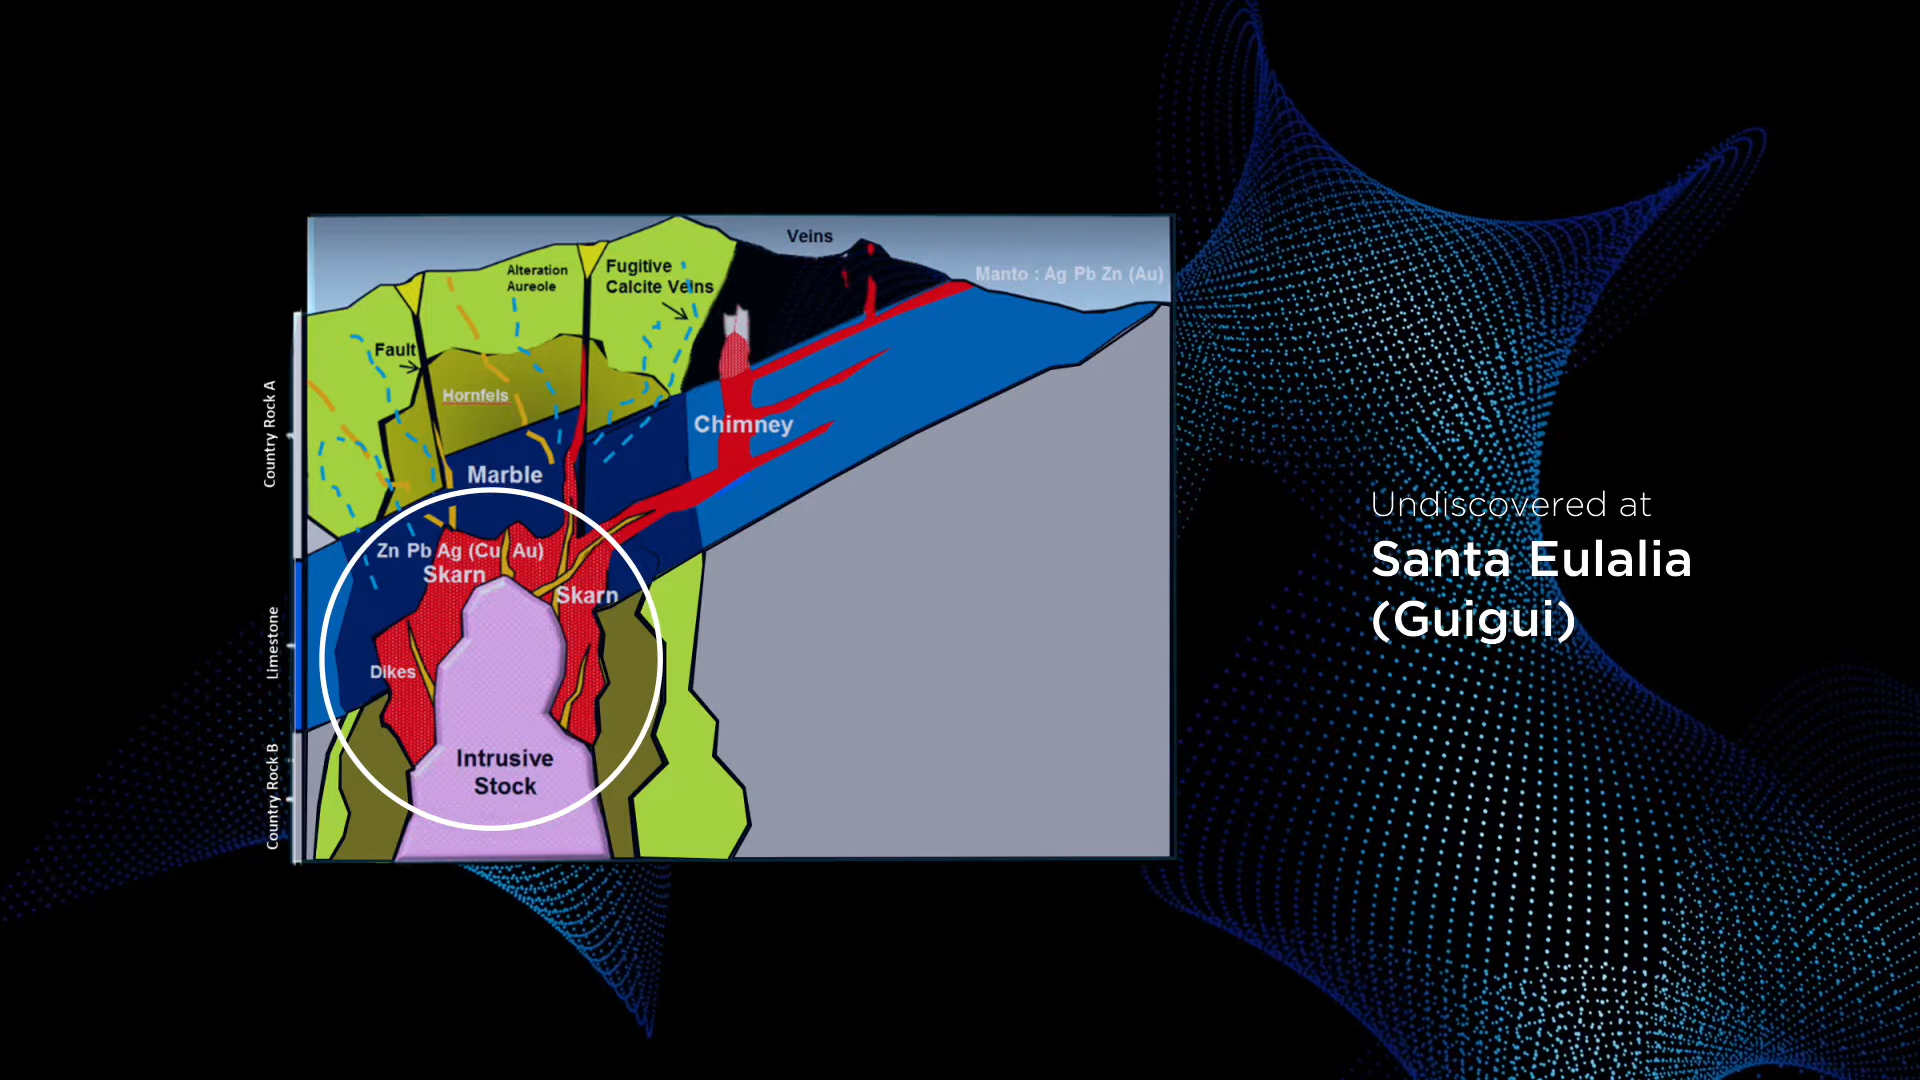 Veins
Manto : Ag Pb Zn (Au)
Alteration
Aureole
Fugitive
Calcite Veins
Fault
Hornfels
Chimney
Marble
Zn Pb Ag (Cu Au)
Skarn
Skarn
Dikes
Intrusive
Stock
Country Rock A
Limestone
Country Rock B
Undiscovered at
Santa Eulalia
(Guigui)